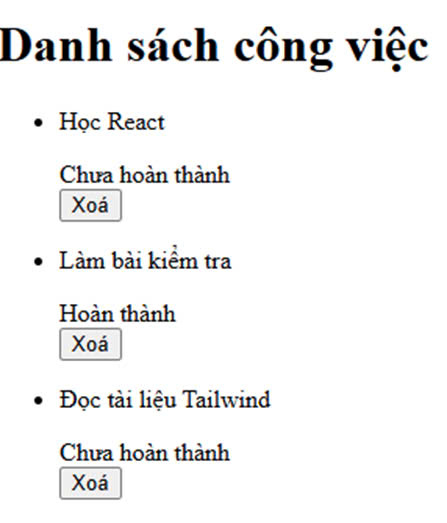 Danh sách công việc
Học React
Chưa hoàn thành
Xoá
Làm bài kiểm tra
Hoàn thành
Xoá
Đọc tài liệu Tailwind
Chưa hoàn thành
Xoá